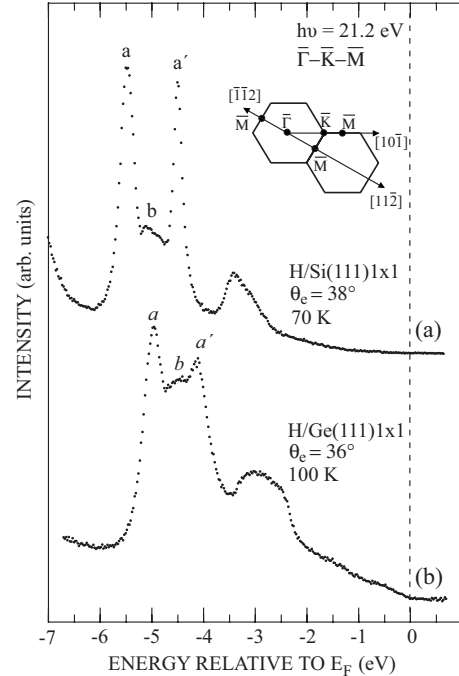 a
a´
hυ = 21.2 eV
Γ̅–K̅–M̅
[1̅1̅2]
M̅
Γ̅
K̅
M̅
[101̅]
M̅
[112̅]
b
H/Si(111)1x1
θe = 38°
70 K
(a)
a
b
a´
H/Ge(111)1x1
θe = 36°
100 K
(b)
INTENSITY (arb. units)
-7 -6 -5 -4 -3 -2 -1 0 1
ENERGY RELATIVE TO EF (eV)